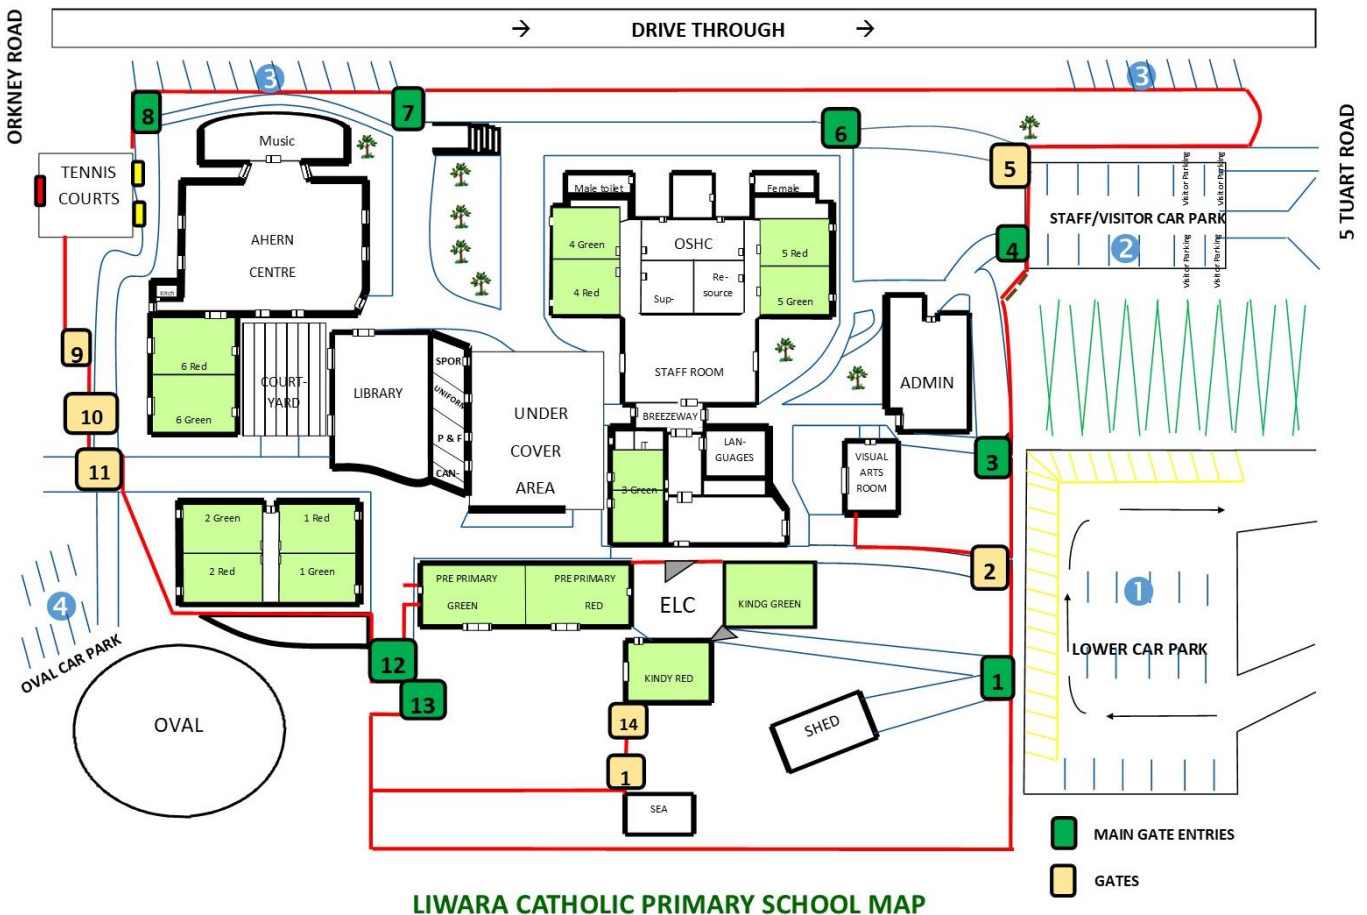 ORKNEY ROAD
→ DRIVE THROUGH →
3
3
8
7
6
5
4
5 TUART ROAD
Music
TENNIS
COURTS
AHERN
CENTRE
Kitch
Male toilet
Female
4 Green
4 Red
OSHC
Sup-
Re-
source
5 Red
5 Green
Visitor Parking
Visitor Parking
STAFF/VISITOR CAR PARK
2
Visitor Parking
Visitor Parking
9
10
11
6 Red
6 Green
COURT-
YARD
LIBRARY
SPOR
UNIFORM
P & F
CAN-
UNDER
COVER
AREA
STAFF ROOM
BREEZEWAY
IT
3 Green
LAN-
GUAGES
ADMIN
VISUAL
ARTS
ROOM
3
2
2 Green
1 Red
2 Red
1 Green
PRE PRIMARY
GREEN
PRE PRIMARY
RED
ELC
KINDG GREEN
KINDY RED
4
OVAL CAR PARK
OVAL
12
13
14
1
SEA
SHED
1
1
LOWER CAR PARK
MAIN GATE ENTRIES
GATES
LIWARA CATHOLIC PRIMARY SCHOOL MAP